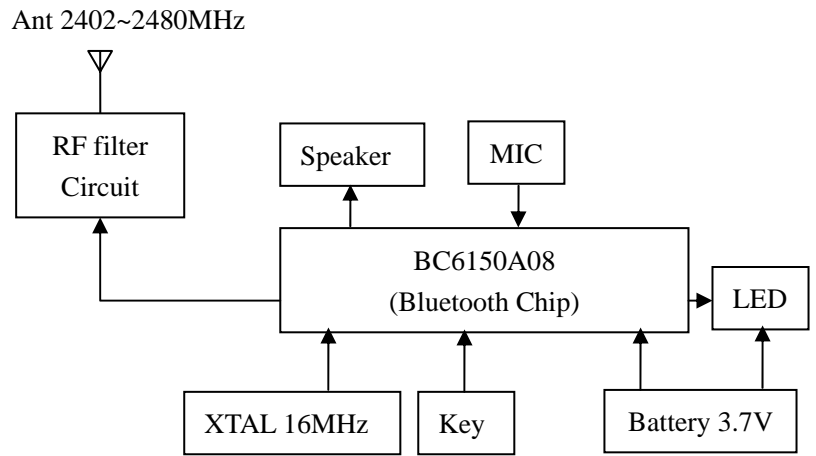 Ant 2402~2480MHz
RF filter
Circuit
Speaker
MIC
BC6150A08
(Bluetooth Chip)
LED
XTAL 16MHz
Key
Battery 3.7V